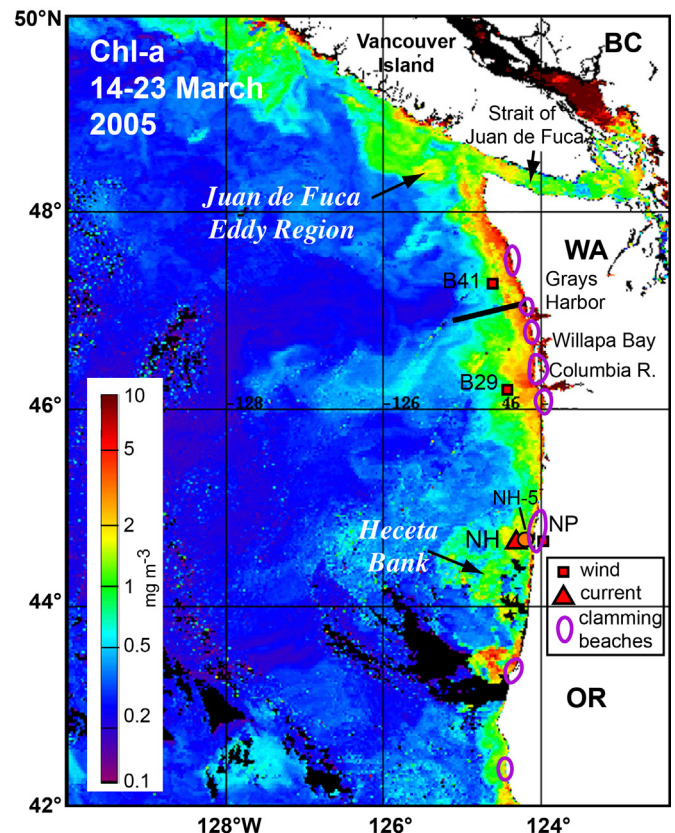 50°N
Chl-a
14-23 March
2005
Vancouver
Island
BC
Strait of
Juan de Fuca
Juan de Fuca
Eddy Region
48°
WA
B41
Grays
Harbor
Willapa Bay
Columbia R.
B29
46°
-128
-126
46
10
5
2
1
0.5
0.2
0.1
mg m-3
NH-5
NH
NP
Heceta
Bank
wind
current
clamming
beaches
44°
44
OR
42°
128°W
126°
124°